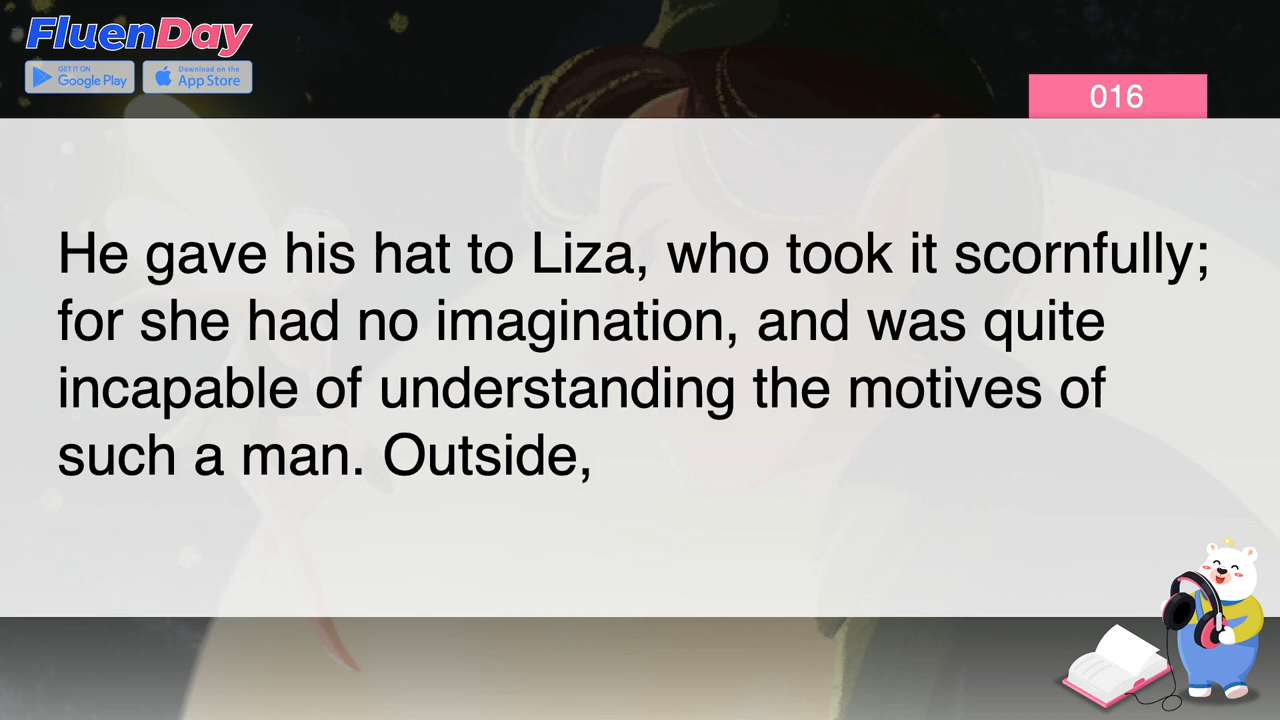 FluenDay
GET IT ON
Google Play
Download on the
App Store
016
He gave his hat to Liza, who took it scornfully;
for she had no imagination, and was quite
incapable of understanding the motives of
such a man. Outside,